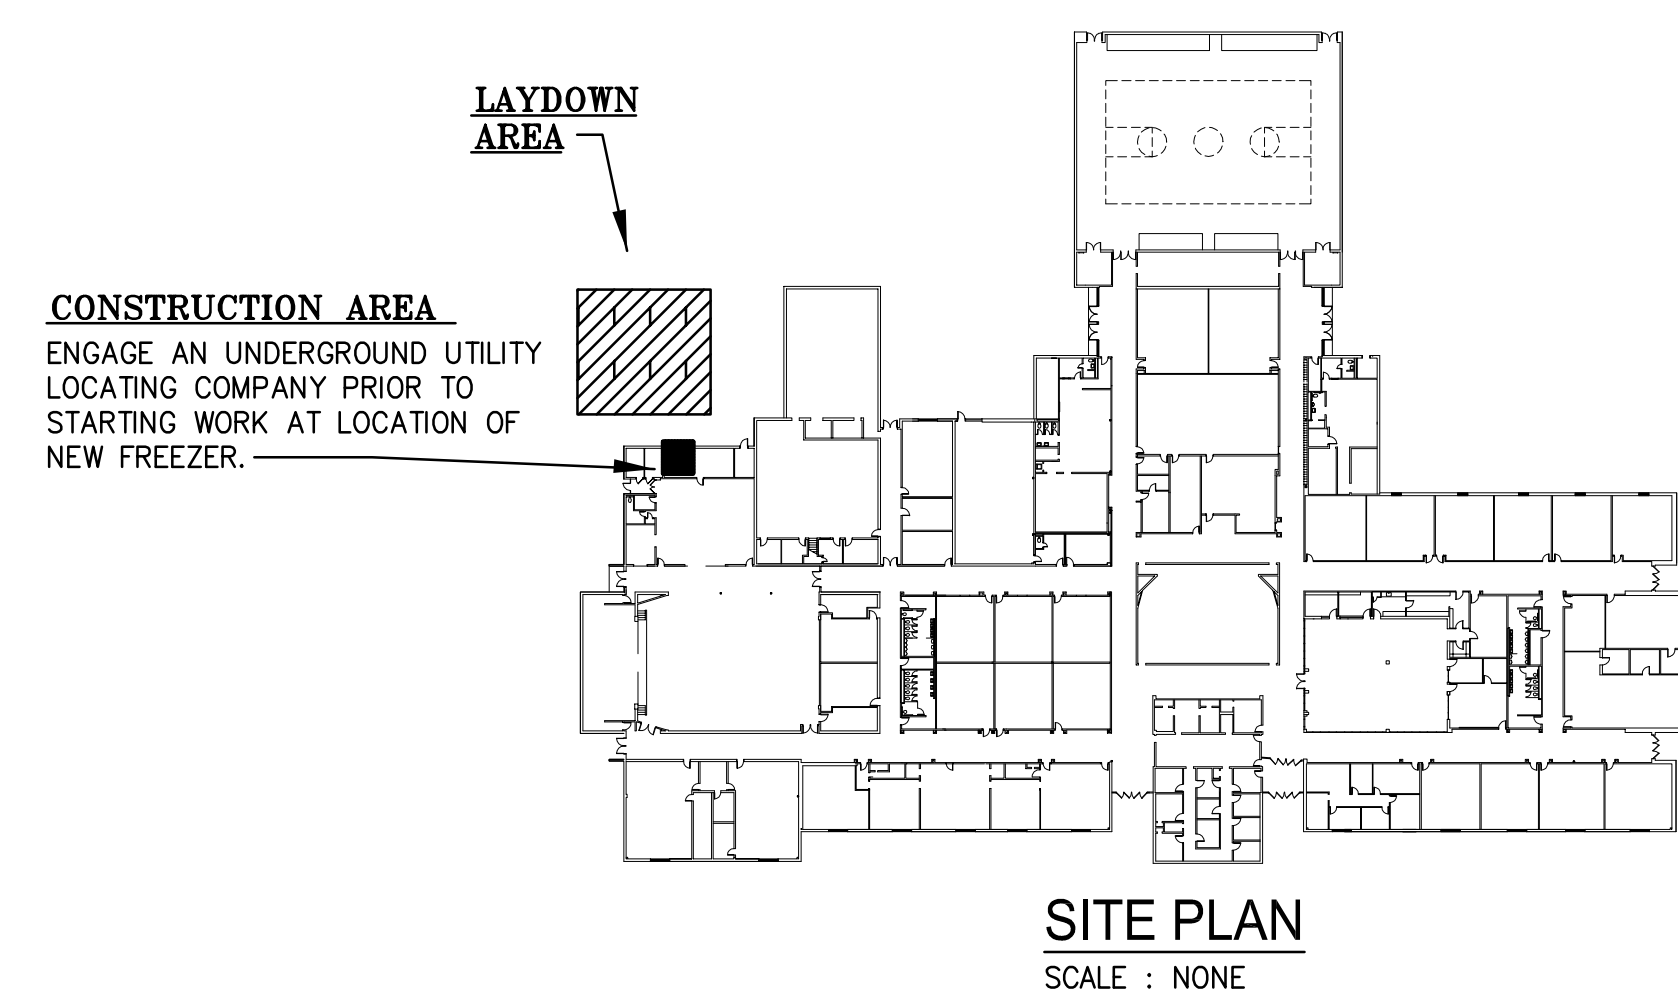 LAYDOWN
AREA
CONSTRUCTION AREA
ENGAGE AN UNDERGROUND UTILITY
LOCATING COMPANY PRIOR TO
STARTING WORK AT LOCATION OF
NEW FREEZER.
SITE PLAN
SCALE : NONE